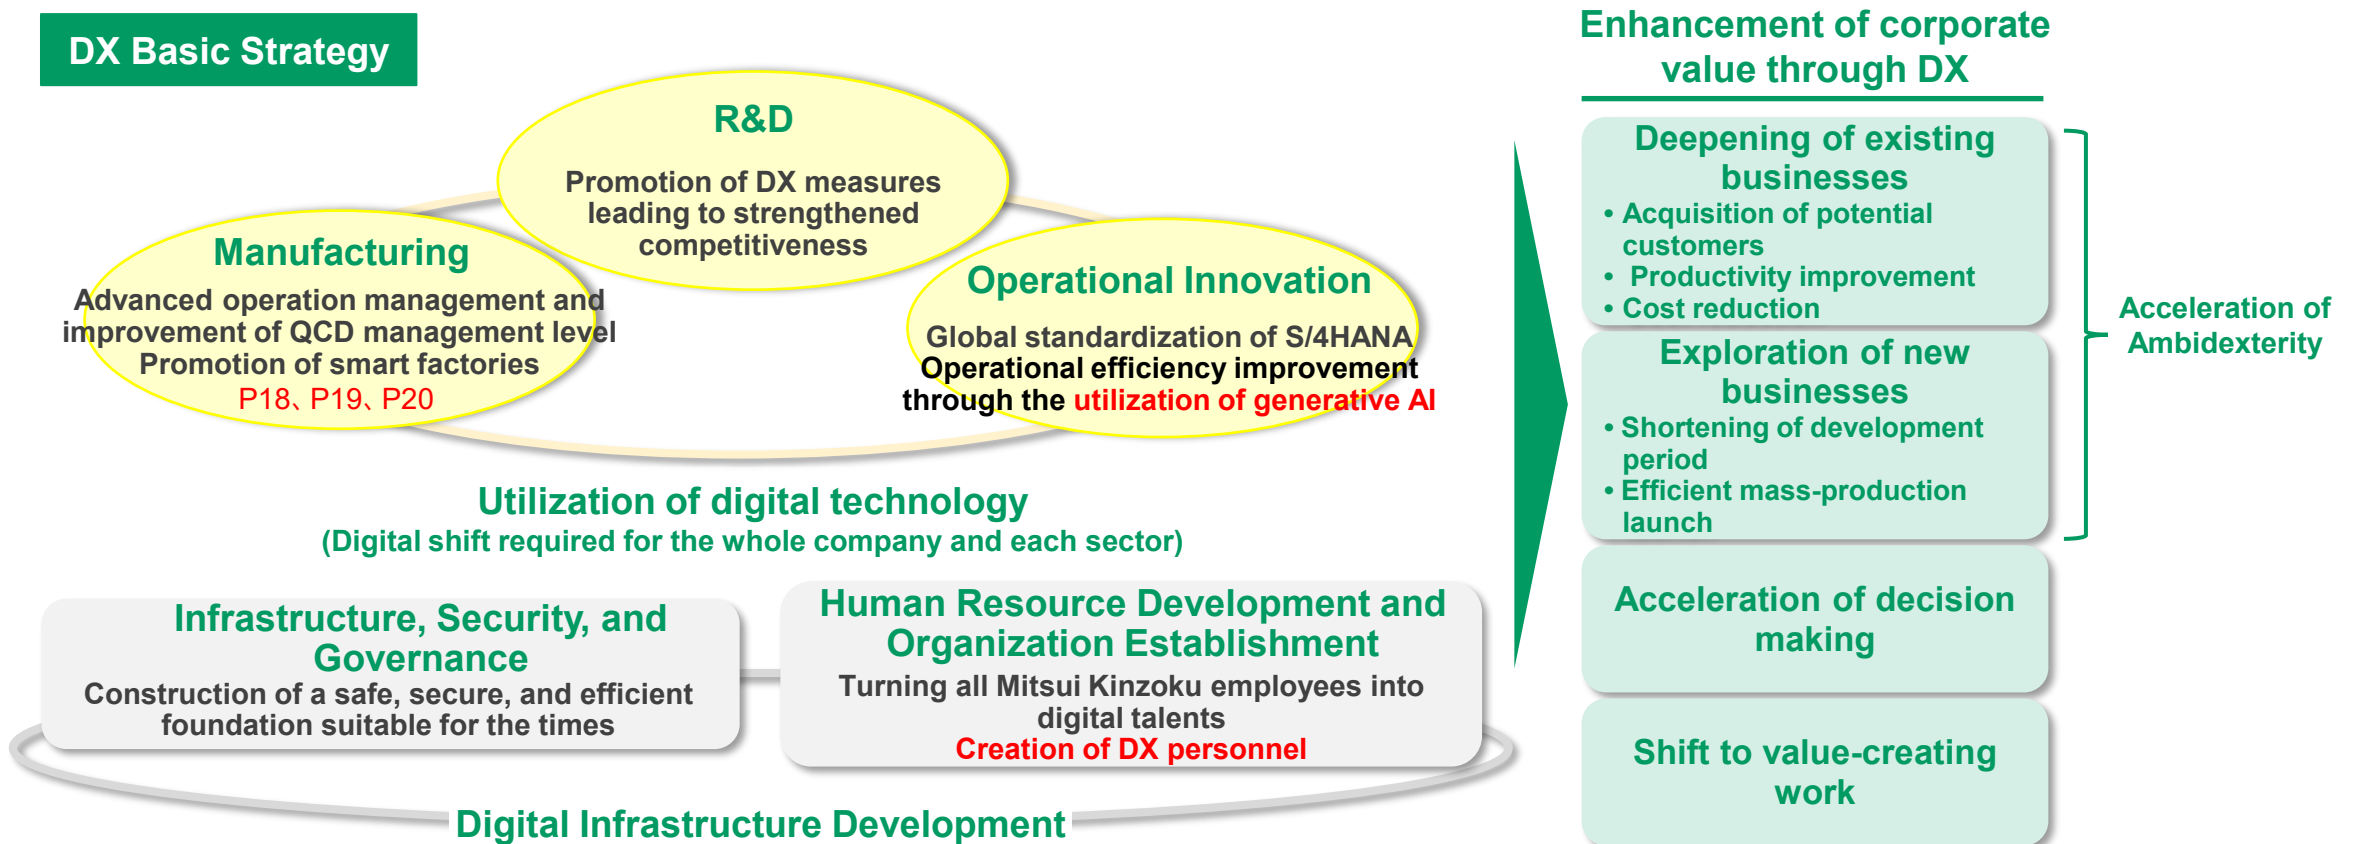 DX Basic Strategy
R&D
Promotion of DX measures
leading to strengthened
competitiveness
Manufacturing
Advanced operation management and
improvement of QCD management level
Promotion of smart factories
P18、P19、P20
Operational Innovation
Global standardization of S/4HANA
Operational efficiency improvement
through the utilization of generative AI
Utilization of digital technology
(Digital shift required for the whole company and each sector)
Infrastructure, Security, and
Governance
Construction of a safe, secure, and efficient
foundation suitable for the times
Human Resource Development and
Organization Establishment
Turning all Mitsui Kinzoku employees into
digital talents
Creation of DX personnel
Digital Infrastructure Development
Enhancement of corporate
value through DX
Deepening of existing
businesses
• Acquisition of potential
customers
• Productivity improvement
• Cost reduction
Exploration of new
businesses
• Shortening of development
period
• Efficient mass-production
launch
Acceleration of
Ambidexterity
Acceleration of decision
making
Shift to value-creating
work